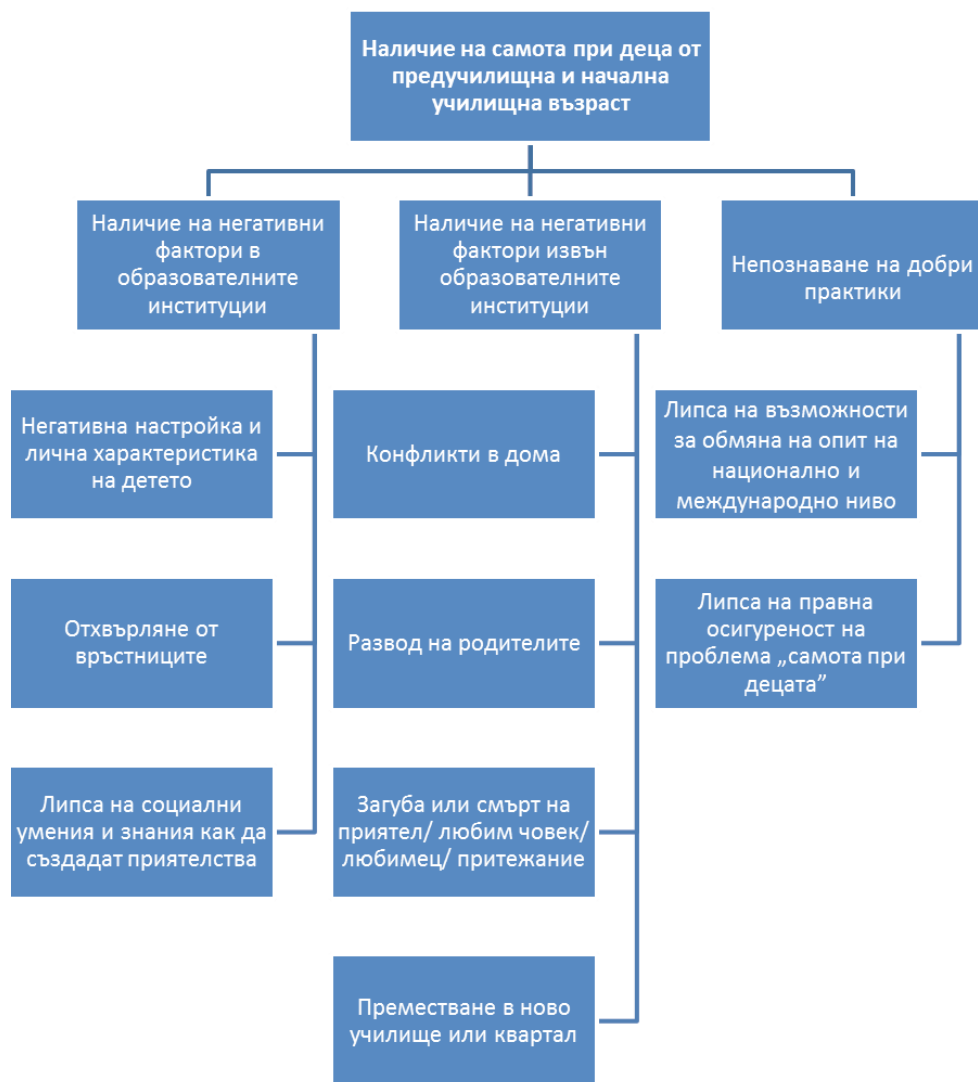 Наличие на самота при деца от
предучилищна и начална
училищна възраст
Наличие на негативни
фактори в
образователните
институции
Негативна настройка и
лична характеристика
на детето
Отхвърляне от
връстниците
Липса на социални
умения и знания как да
създадат приятелства
Наличие на негативни
фактори извън
образователните
институции
Конфликти в дома
Развод на родителите
Загуба или смърт на
приятел/ любим човек/
любимец/ притежание
Преместване в ново
училище или квартал
Непознаване на добри
практики
Липса на възможности
за обмяна на опит на
национално и
международно ниво
Липса на правна
осигуреност на
проблема „самота при
децата”